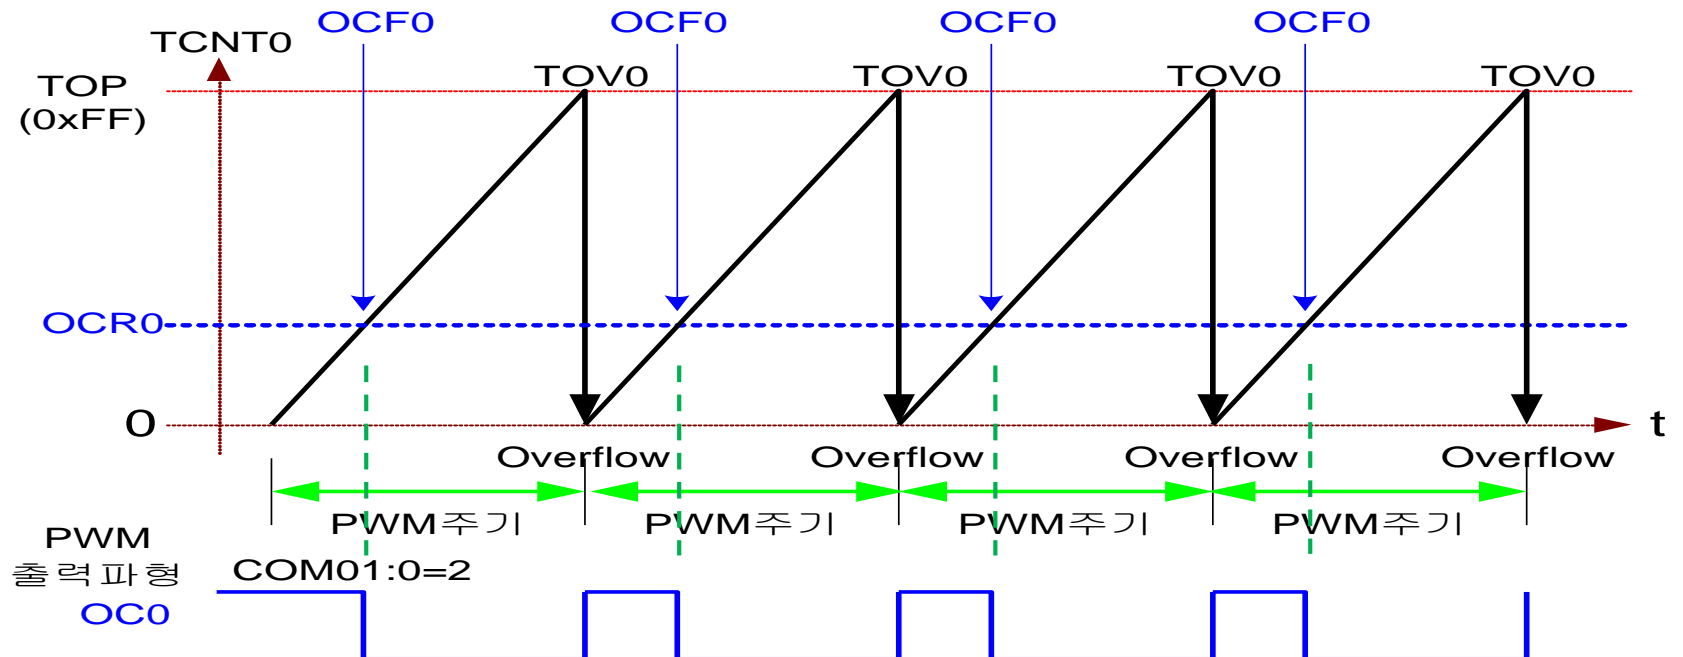 OCF0 OCF0 OCF0 OCF0
TCNT0
TOP
(0xFF)
TOV0 TOV0 TOV0 TOV0
OCR0
0
t
Overflow Overflow Overflow Overflow
PWM주기 PWM주기 PWM주기 PWM주기
PWM
출력파형
OC0
COM01:0=2